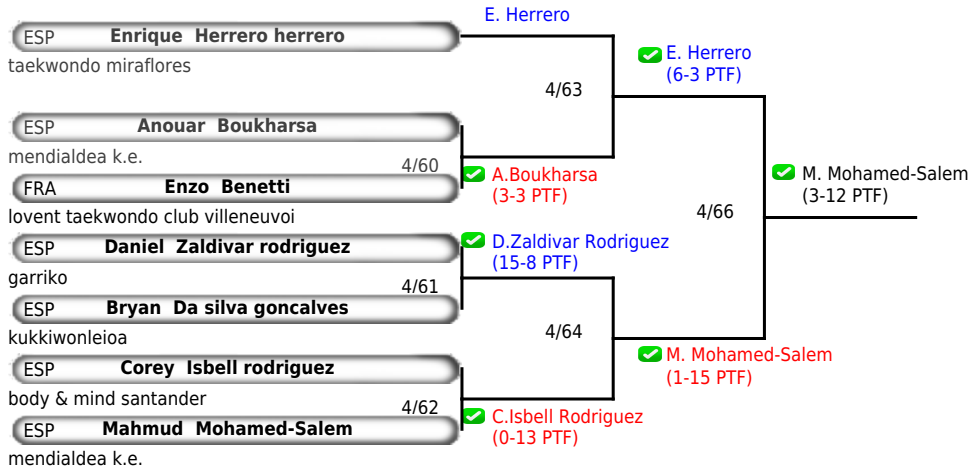 E. Herrero
ESP Enrique Herrero herrero
taekwondo miraflores
E. Herrero
(6-3 PTF)
4/63
ESP Anouar Boukharsa
mendialdea k.e.
4/60
A.Boukharsa
(3-3 PTF)
M. Mohamed-Salem
(3-12 PTF)
FRA Enzo Benetti
lovent taekwondo club villeneuvoi
4/66
ESP Daniel Zaldivar rodriguez
garriko
D.Zaldivar Rodriguez
(15-8 PTF)
4/61
ESP Bryan Da silva goncalves
kukkiwonleioa
4/64
ESP Corey Isbell rodriguez
body & mind santander
M. Mohamed-Salem
(1-15 PTF)
4/62
C.Isbell Rodriguez
(0-13 PTF)
ESP Mahmud Mohamed-Salem
mendialdea k.e.